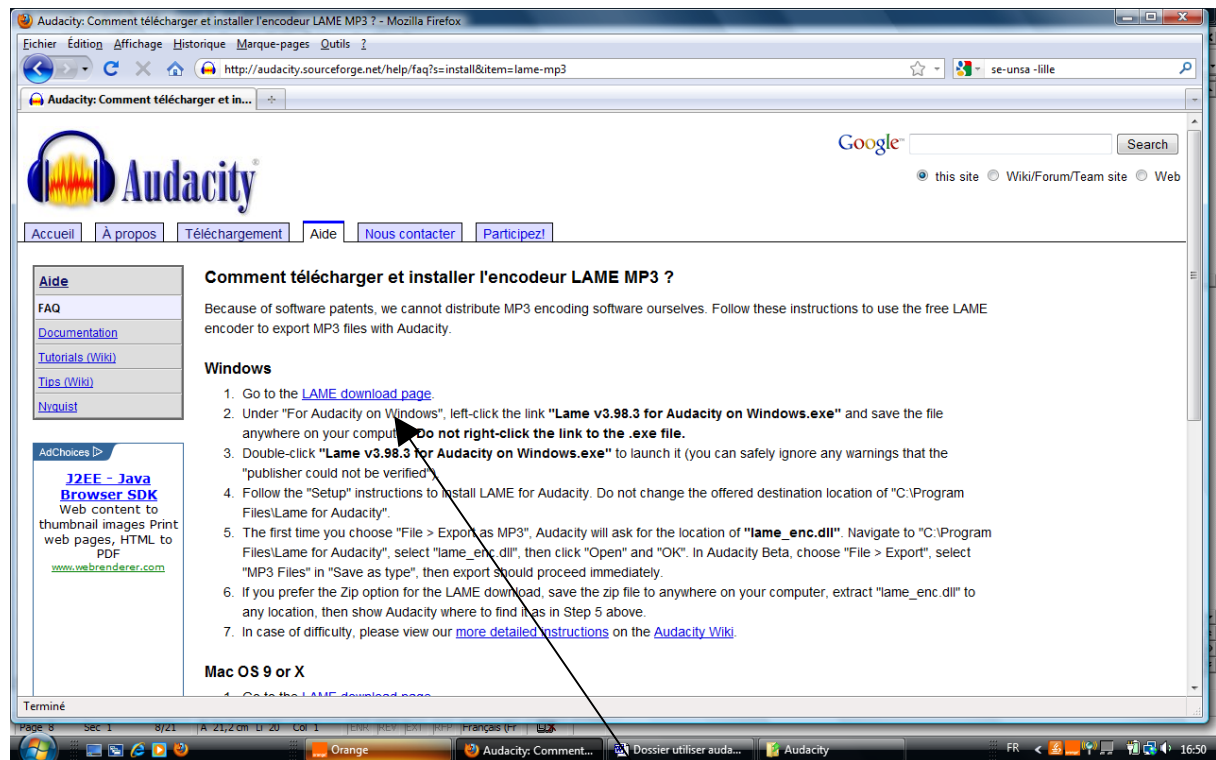 Audacity: Comment télécharger et installer l'encodeur LAME MP3 ? - Mozilla Firefox
Eichier Édition Affichage Historique Marque-pages Outils ?
http://audacity.sourceforge.net/help/faq?s=install&item=lame-mp3
se-unsa -lille
Audacity: Comment télécharger et in...
Google
Search
this site Wiki/Forum/Team site Web
Audacity®
Accueil À propos Téléchargement Aide Nous contacter Participez!
Aide
FAQ
Documentation
Tutorials (Wiki)
Tips (Wiki)
Nyquist
AdChoices
J2EE - Java
Browser SDK
Web content to
thumbnail images Print
web pages, HTML to
PDF
www.webrenderer.com
Comment télécharger et installer l'encodeur LAME MP3 ?
Because of software patents, we cannot distribute MP3 encoding software ourselves. Follow these instructions to use the free LAME
encoder to export MP3 files with Audacity.
Windows
1. Go to the LAME download page.
2. Under "For Audacity on Windows", left-click the link "Lame v3.98.3 for Audacity on Windows.exe" and save the file
anywhere on your comput Do not right-click the link to the .exe file.
3. Double-click "Lame v3.98.3 for Audacity on Windows.exe" to launch it (you can safely ignore any warnings that the
"publisher could not be verified")
4. Follow the "Setup" instructions to install LAME for Audacity. Do not change the offered destination location of "C:\Program
Files\Lame for Audacity".
5. The first time you choose "File > Export as MP3", Audacity will ask for the location of "lame_enc.dll". Navigate to "C:\Program
Files\Lame for Audacity", select "lame_enc.dll", then click "Open" and "OK". In Audacity Beta, choose "File > Export", select
"MP3 Files" in "Save as type", then export should proceed immediately.
6. If you prefer the Zip option for the LAME download, save the zip file to anywhere on your computer, extract "lame_enc.dll" to
any location, then show Audacity where to find it as in Step 5 above.
7. In case of difficulty, please view our more detailed instructions on the Audacity Wiki.
Mac OS 9 or X
1. Go to the LAME download page
Terminé
Page 8 Sec 1 8/21 À 21,2 cm Li 20 Col 1 ENR REV EXT RFP Français (Fr
Orange Audacity: Comment... Dossier utiliser auda... Audacity FR 16:50